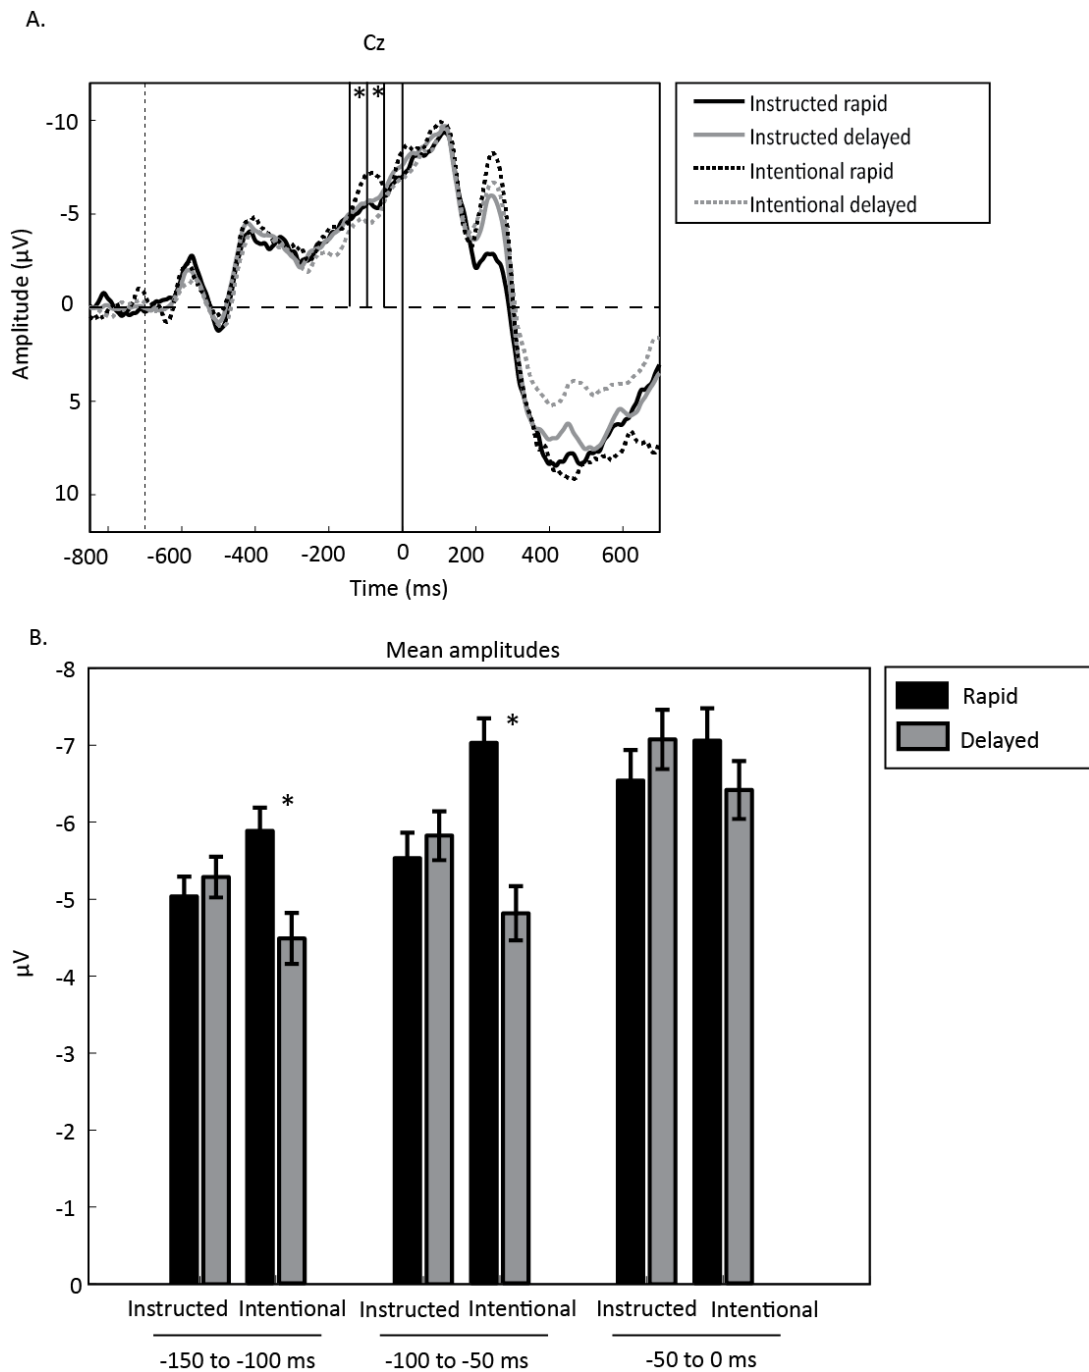 A.
Cz
* *
-10
-5
0
5
10
Amplitude (µV)
-800 -600 -400 -200 0 200 400 600
Time (ms)
Instructed rapid
Instructed delayed
Intentional rapid
Intentional delayed
B.
Mean amplitudes
-8
-7
-6
-5
-4
-3
-2
-1
0
µV
* *
Rapid
Delayed
Instructed Intentional Instructed Intentional Instructed Intentional
-150 to -100 ms -100 to -50 ms -50 to 0 ms